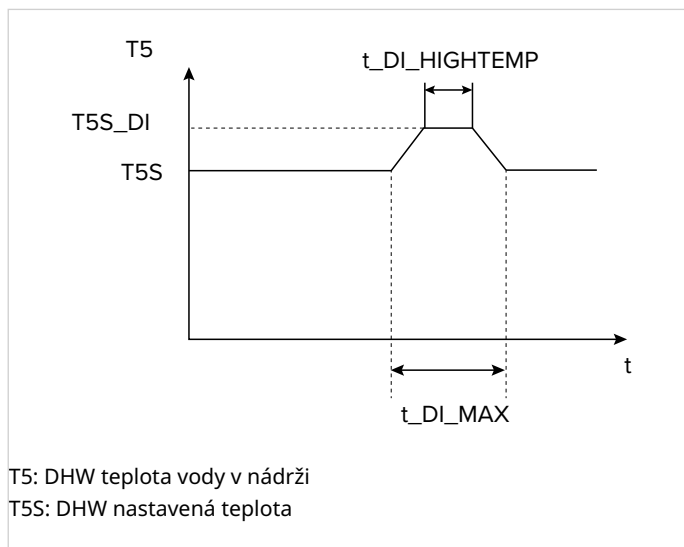 T5
t_DI_HIGHTEMP
T5S_DI
T5S
t
t_DI_MAX
T5: DHW teplota vody v nádrži
T5S: DHW nastavená teplota